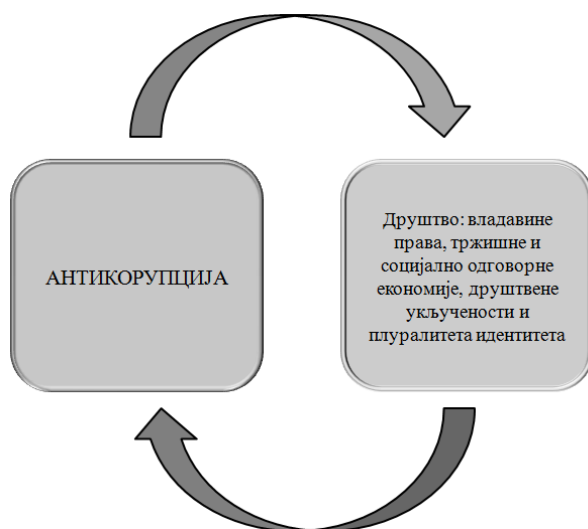 АНТИКОРУПЦИЈА
Друштво: владавине
права, тржишне и
социјално одговорне
економије, друштвене
укључености и
плуралитета идентитета